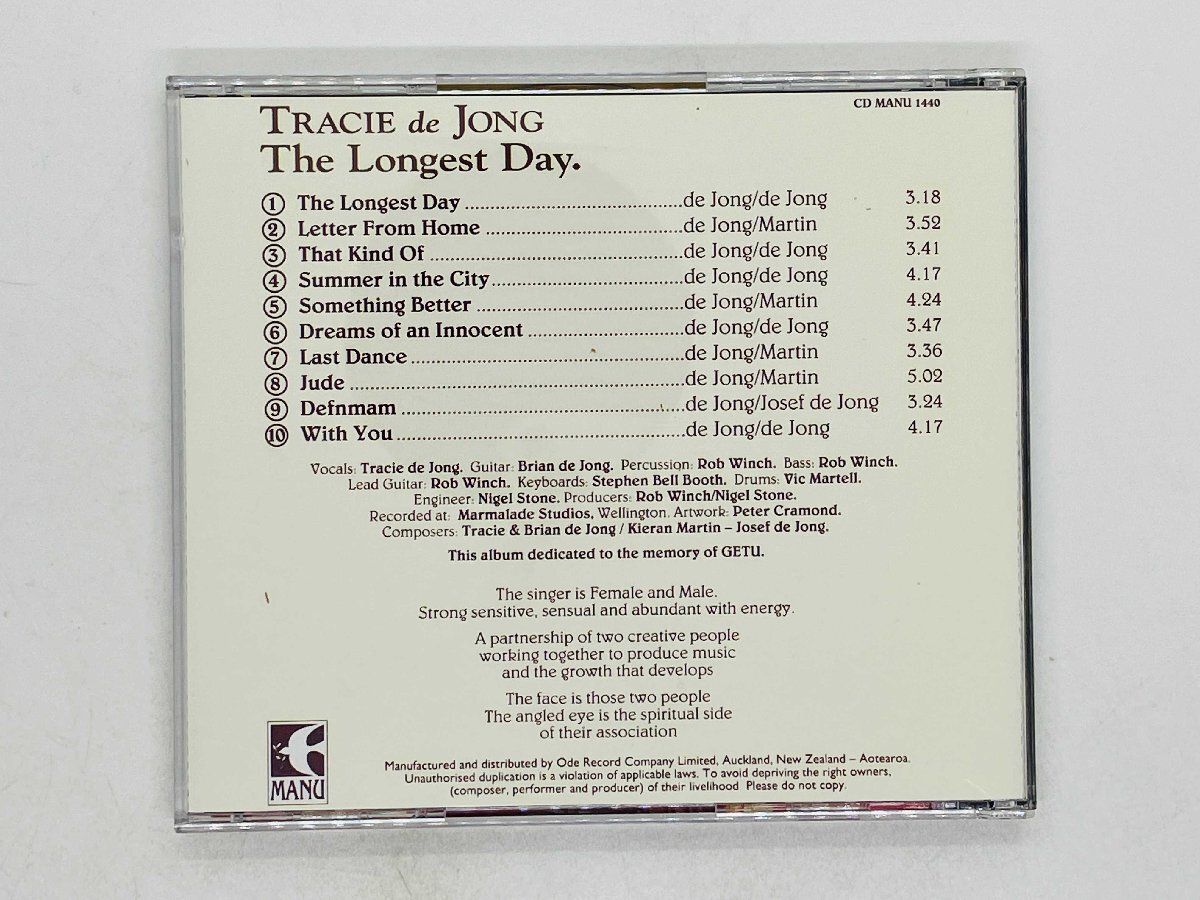 TRACIE de JONG
CD MANU 1440
The Longest Day.
1 The Longest Day ........................................de Jong/de Jong 3.18
2 Letter From Home ....................................de Jong/Martin 3.52
3 That Kind Of ..............................................de Jong/de Jong 3.41
4 Summer in the City...................................de Jong/de Jong 4.17
5 Something Better ......................................de Jong/Martin 4.24
6 Dreams of an Innocent .............................de Jong/de Jong 3.47
7 Last Dance..................................................de Jong/Martin 3.36
8 Jude .............................................................de Jong/Martin 5.02
9 Defnmam ....................................................de Jong/Josef de Jong 3.24
10 With You.....................................................de Jong/de Jong 4.17
Vocals: Tracie de Jong. Guitar: Brian de Jong. Percussion: Rob Winch. Bass: Rob Winch.
Lead Guitar: Rob Winch. Keyboards: Stephen Bell Booth. Drums: Vic Martell.
Engineer: Nigel Stone. Producers: Rob Winch/Nigel Stone.
Recorded at: Marmalade Studios, Wellington. Artwork: Peter Cramond.
Composers: Tracie & Brian de Jong / Kieran Martin – Josef de Jong.
This album dedicated to the memory of GETU.
The singer is Female and Male.
Strong sensitive, sensual and abundant with energy.
A partnership of two creative people
working together to produce music
and the growth that develops
The face is those two people
The angled eye is the spiritual side
of their association
MANU
Manufactured and distributed by Ode Record Company Limited, Auckland, New Zealand – Aotearoa.
Unauthorised duplication is a violation of applicable laws. To avoid depriving the right owners,
(composer, performer and producer) of their livelihood Please do not copy.